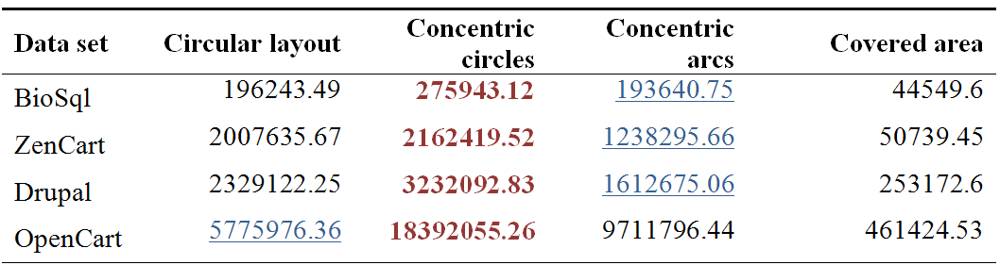 Data set Circular layout Concentric circles Concentric arcs Covered area
BioSql 196243.49 275943.12 193640.75 44549.6
ZenCart 2007635.67 2162419.52 1238295.66 50739.45
Drupal 2329122.25 3232092.83 1612675.06 253172.6
OpenCart 5775976.36 18392055.26 9711796.44 461424.53